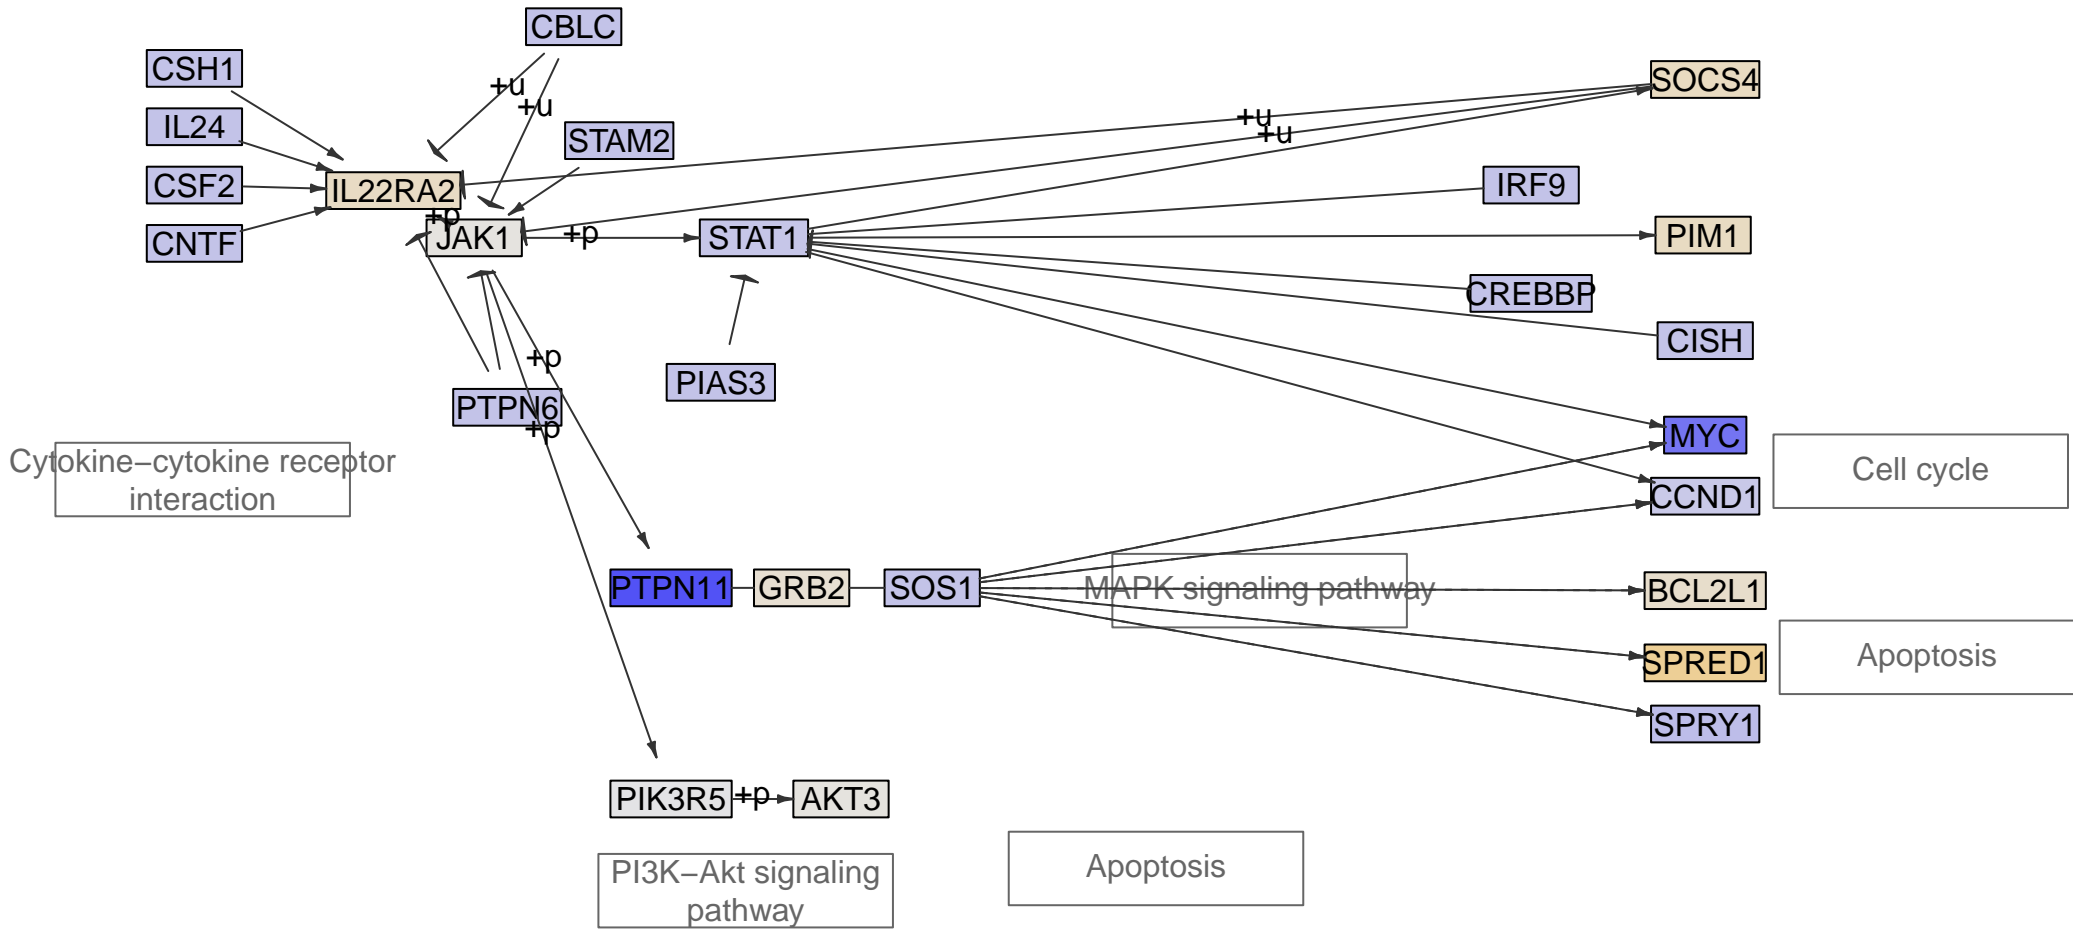 CBLC
CSH1
+u
SOCS4
+u
IL24
+u
+u
STAM2
CSF2
IL22RA2
IRF9
+p
CNTF
JAK1
+p
STAT1
PIM1
CREBBP
CISH
+p
PIAS3
PTPN6
+p
MYC
Cytokine−cytokine receptor
interaction
Cell cycle
CCND1
PTPN11
GRB2
SOS1
MAPK signaling pathway
BCL2L1
SPRED1
Apoptosis
SPRY1
PIK3R5
+p
AKT3
PI3K−Akt signaling
pathway
Apoptosis